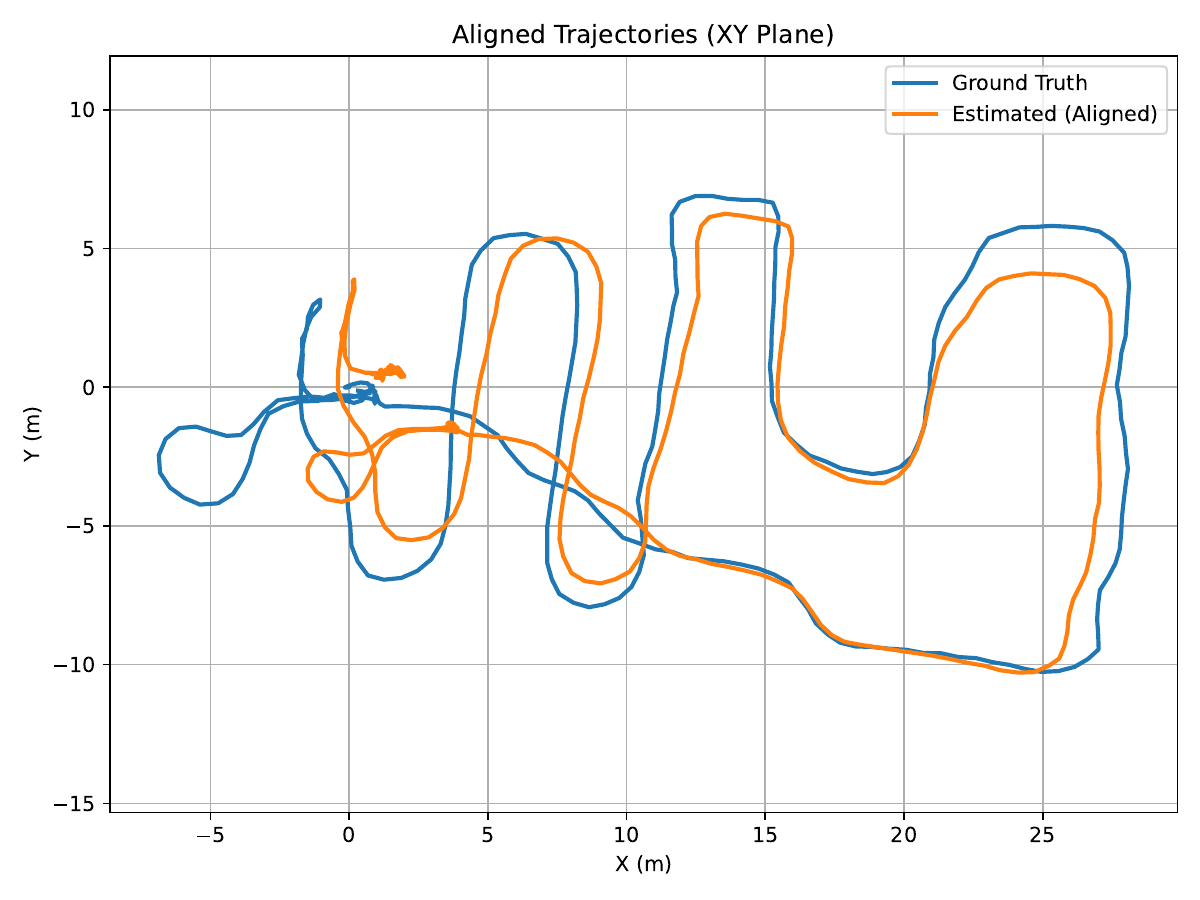 Aligned Trajectories (XY Plane)
Ground Truth
Estimated (Aligned)
Y (m)
10
5
0
−5
−10
−15
−5 0 5 10 15 20 25
X (m)